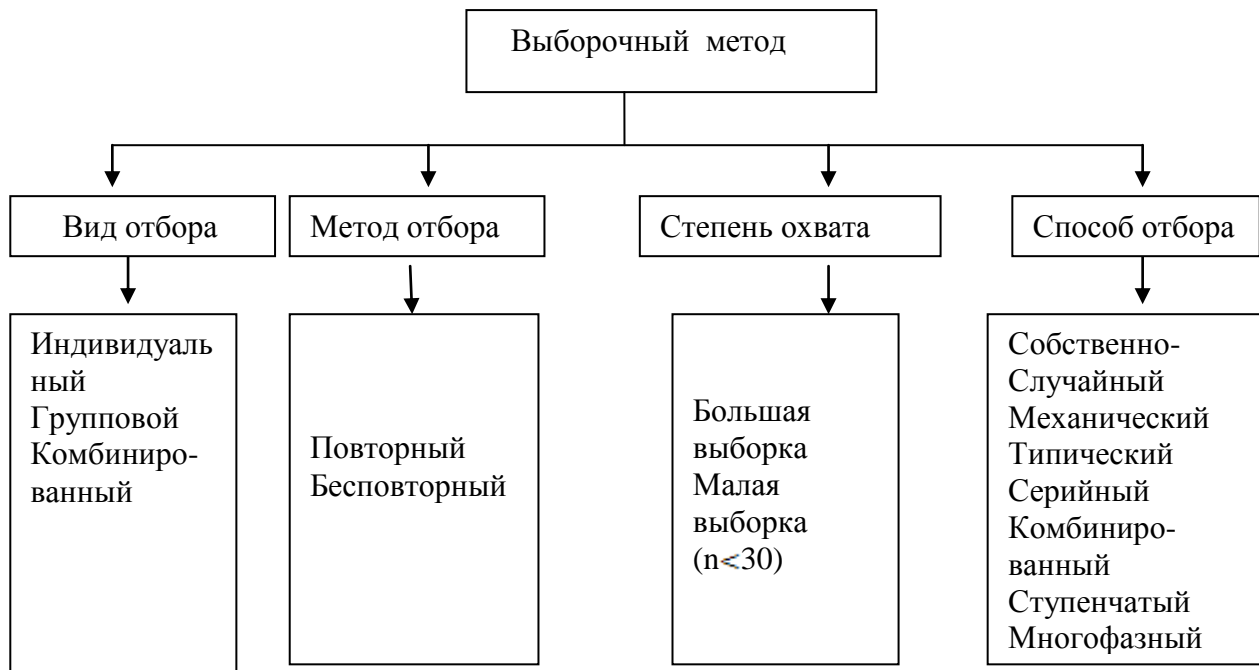 Выборочный метод
Вид отбора
Метод отбора
Степень охвата
Способ отбора
Индивидуаль
ный
Групповой
Комбиниро-
ванный
Повторный
Бесповторный
Большая
выборка
Малая
выборка
(n<30)
Собственно-
Случайный
Механический
Типический
Серийный
Комбиниро-
ванный
Ступенчатый
Многофазный